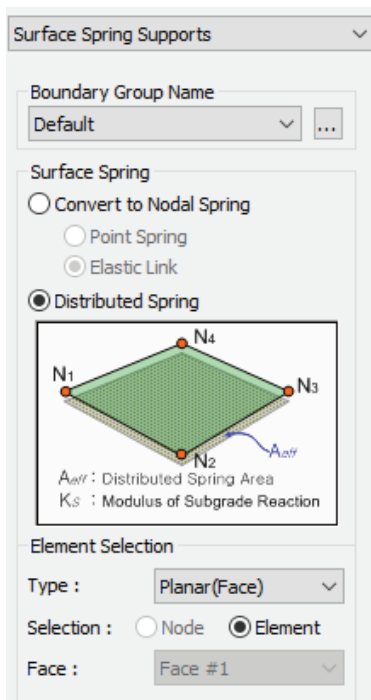 Surface Spring Supports
Boundary Group Name
Default
...
Surface Spring
Convert to Nodal Spring
Point Spring
Elastic Link
Distributed Spring
N4
N1
N3
N2
Aeff
Aeff : Distributed Spring Area
KS : Modulus of Subgrade Reaction
Element Selection
Type : Planar(Face)
Selection : Node Element
Face : Face #1